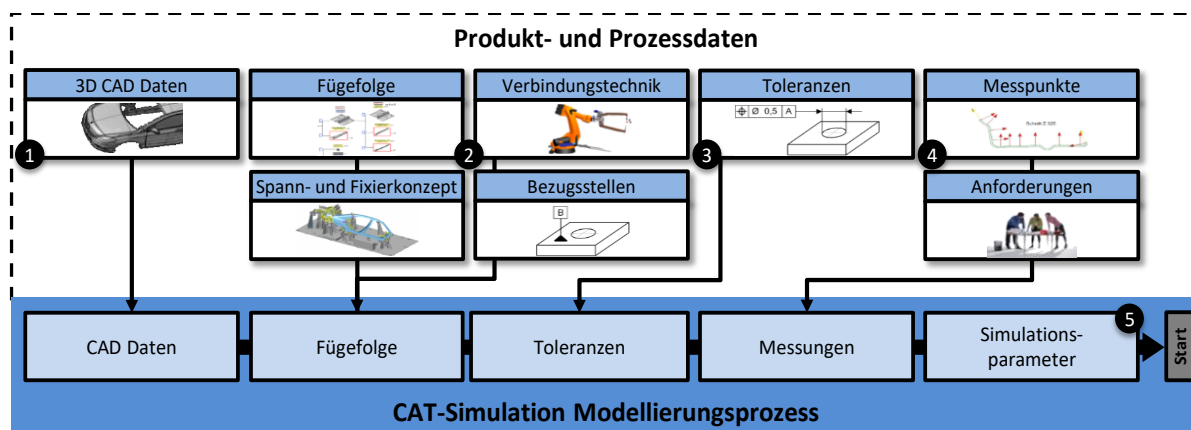 Produkt- und Prozessdaten
3D CAD Daten
Fügefolge
Verbindungstechnik
Toleranzen
Messpunkte
Ø 0,5 A
1
2
3
4
Spann- und Fixierkonzept
Bezugsstellen
Anforderungen
B
5
CAD Daten
Fügefolge
Toleranzen
Messungen
Simulations-
parameter
Start
CAT-Simulation Modellierungsprozess